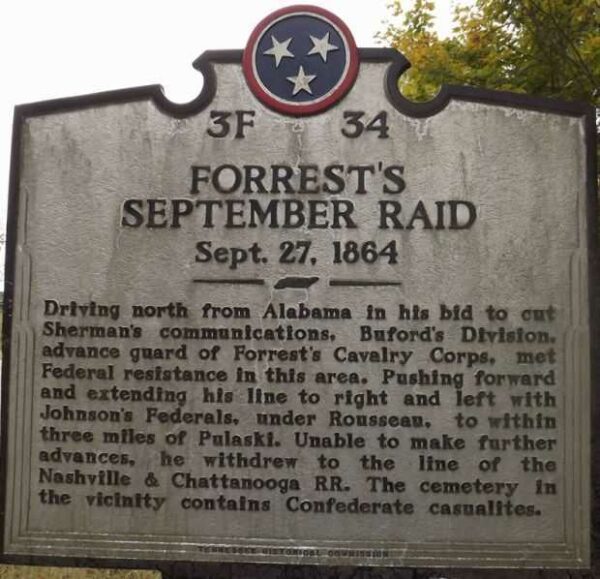 3F 34
FORREST'S
SEPTEMBER RAID
Sept. 27, 1864
Driving north from Alabama in his bid to cut
Sherman's communications, Buford's Division,
advance guard of Forrest's Cavalry Corps, met
Federal resistance in this area. Pushing forward
and extending his line to right and left with
Johnson's Federals, under Rousseau, to within
three miles of Pulaski. Unable to make further
advances, he withdrew to the line of the
Nashville & Chattanooga RR. The cemetery in
the vicinity contains Confederate casualites.
TENNESSEE HISTORICAL COMMISSION